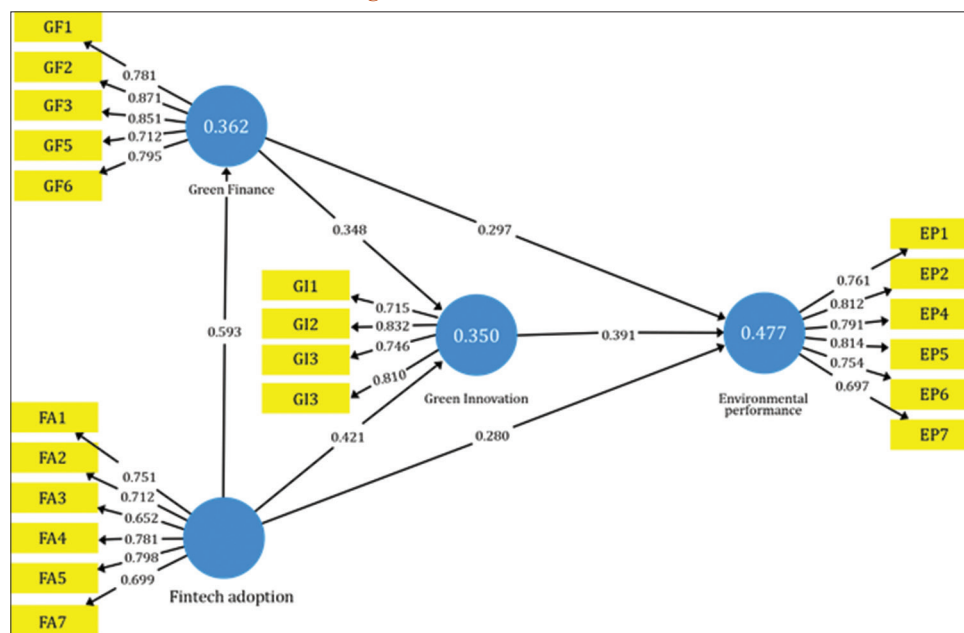 GF1
GF2
GF3
GF5
GF6
0.781
0.871
0.851
0.712
0.795
0.362
Green Finance
0.348
0.297
0.593
GI1
GI2
GI3
GI3
0.715
0.832
0.746
0.810
0.350
Green Innovation
0.391
0.421
0.280
0.477
Environmental
performance
EP1
EP2
EP4
EP5
EP6
EP7
0.761
0.812
0.791
0.814
0.754
0.697
FA1
FA2
FA3
FA4
FA5
FA7
0.751
0.712
0.652
0.781
0.798
0.699
Fintech adoption